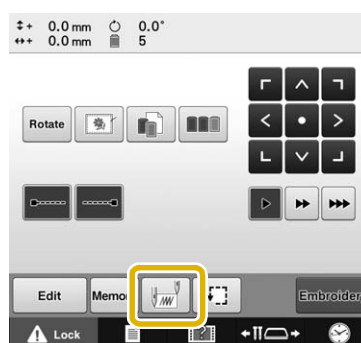 + 0.0 mm 0.0°
+ 0.0 mm 5
Rotate
Edit Memo Embroider
Lock